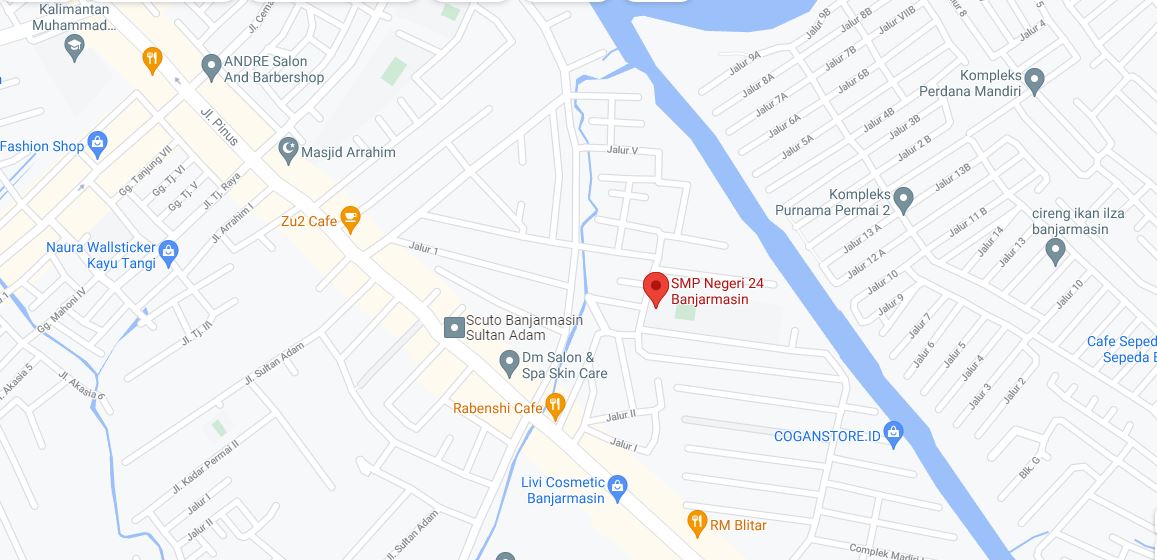 Kalimantan
Muhammad...
Jl. Cema
ANDRE Salon
And Barbershop
Jl. Pinus
Fashion Shop
Masjid Arrahim
Gg. Tanjung VII
Gg. Tj. VI
Gg. Tj. V
Jl. Tj. Raya
Jl. Arrahim I
Zu2 Cafe
Naura Wallsticker
Kayu Tangi
Jalur 1
Gg. Mahoni IV
Jl. Akasia 5
Jl. Akasia 6
Jl. Sultan Adam
Jl. Kadar Permai II
Jalur I
Jalur II
Jl. Sultan Adam
Scuto Banjarmasin
Sultan Adam
Dm Salon &
Spa Skin Care
Rabenshi Cafe
Livi Cosmetic
Banjarmasin
RM Blitar
Jalur II
Jalur I
Jalur V
SMP Negeri 24
Banjarmasin
COGANSTORE.ID
Complek Madiri I
9B
Jalur 8B
Jalur VIIB
Jalur 7B
Jalur 6B
Jalur 9A
Jalur 8A
Jalur 7A
Jalur 6A
Jalur 5A
Jalur 4B
Jalur 3B
Jalur 2 B
Jalur 13B
Kompleks
Perdana Mandiri
Kompleks
Purnama Permai 2
cireng ikan ilza
banjarmasin
Jalur 11 B
Jalur 14
Jalur 13
Jalur 13 A
Jalur 12 A
Jalur 10
Jalur 10
Jalur 9
Jalur 7
Jalur 6
Jalur 5
Jalur 4
Jalur 3
Jalur 2
Cafe Seped
Sepeda B
Blk. G